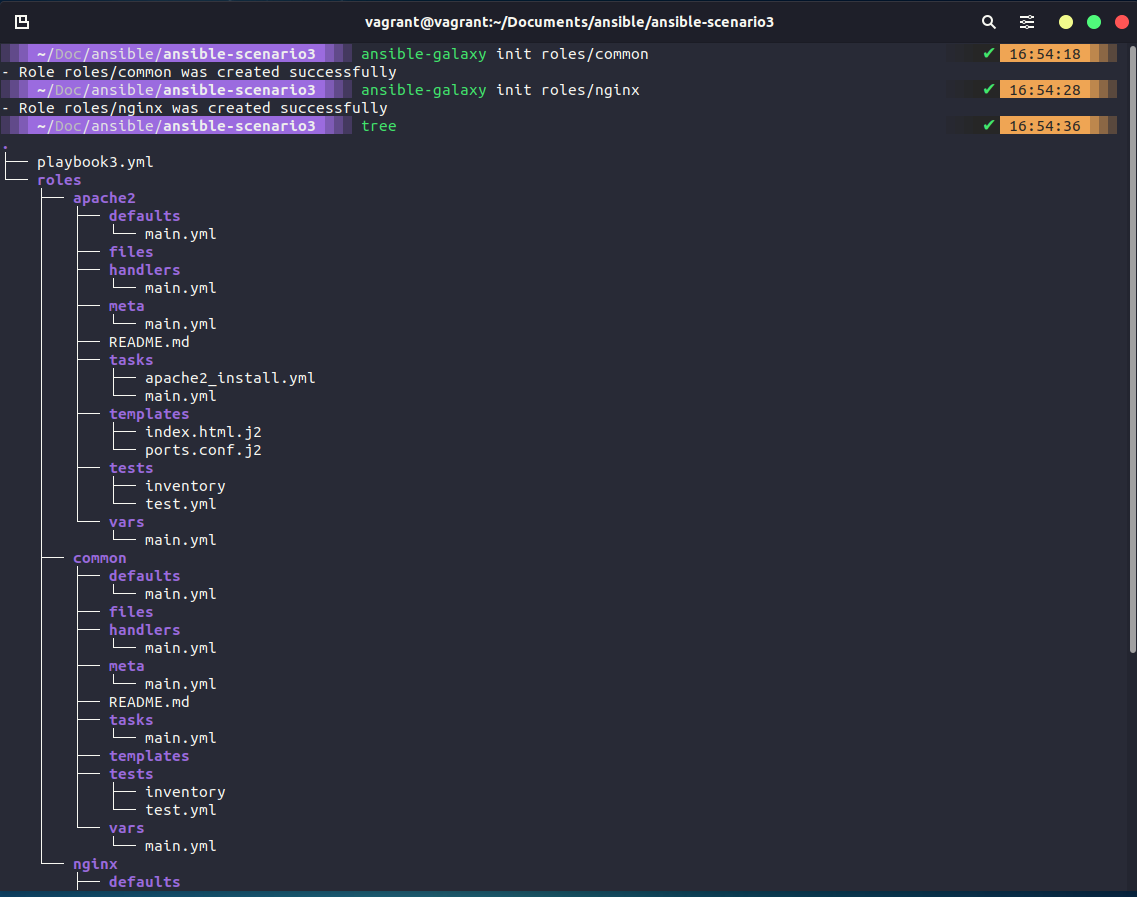 vagrant@vagrant:~/Documents/ansible/ansible-scenario3
~/Doc/ansible/ansible-scenario3 ansible-galaxy init roles/common ✔ 16:54:18
- Role roles/common was created successfully
~/Doc/ansible/ansible-scenario3 ansible-galaxy init roles/nginx ✔ 16:54:28
- Role roles/nginx was created successfully
~/Doc/ansible/ansible-scenario3 tree ✔ 16:54:36
.
├── playbook3.yml
└── roles
    ├── apache2
    │   ├── defaults
    │   │   └── main.yml
    │   ├── files
    │   ├── handlers
    │   │   └── main.yml
    │   ├── meta
    │   │   └── main.yml
    │   ├── README.md
    │   ├── tasks
    │   │   ├── apache2_install.yml
    │   │   └── main.yml
    │   ├── templates
    │   │   ├── index.html.j2
    │   │   └── ports.conf.j2
    │   ├── tests
    │   │   ├── inventory
    │   │   └── test.yml
    │   └── vars
    │       └── main.yml
    ├── common
    │   ├── defaults
    │   │   └── main.yml
    │   ├── files
    │   ├── handlers
    │   │   └── main.yml
    │   ├── meta
    │   │   └── main.yml
    │   ├── README.md
    │   ├── tasks
    │   │   └── main.yml
    │   ├── templates
    │   ├── tests
    │   │   ├── inventory
    │   │   └── test.yml
    │   └── vars
    │       └── main.yml
    └── nginx
        ├── defaults